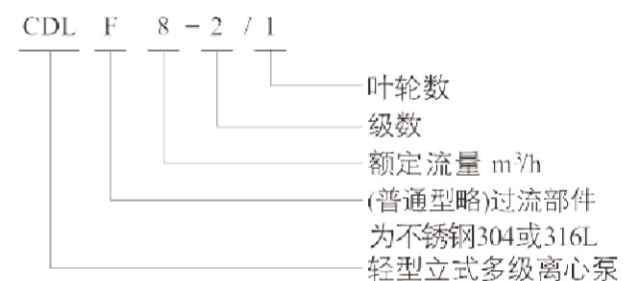 CDL F 8 - 2 / 1
叶轮数
级数
额定流量 m³/h
(普通型略)过流部件
为不锈钢304或316L
轻型立式多级离心泵